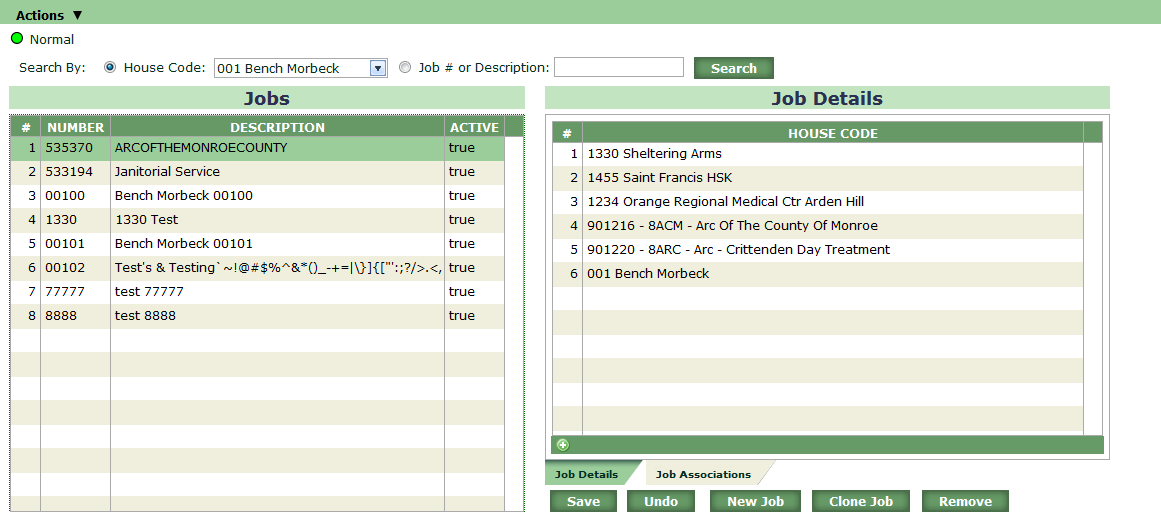 Actions ▼
Normal
Search By: House Code: 001 Bench Morbeck Job # or Description: Search
Jobs
# NUMBER DESCRIPTION ACTIVE
1 535370 ARCOFTHEMONROECOUNTY true
2 533194 Janitorial Service true
3 00100 Bench Morbeck 00100 true
4 1330 1330 Test true
5 00101 Bench Morbeck 00101 true
6 00102 Test's & Testing`~!@#$%^&*()_-+=|\}]{["':;?/>.<, true
7 77777 test 77777 true
8 8888 test 8888 true
Job Details
# HOUSE CODE
1 1330 Sheltering Arms
2 1455 Saint Francis HSK
3 1234 Orange Regional Medical Ctr Arden Hill
4 901216 - 8ACM - Arc Of The County Of Monroe
5 901220 - 8ARC - Arc - Crittenden Day Treatment
6 001 Bench Morbeck
Job Details Job Associations
Save Undo New Job Clone Job Remove